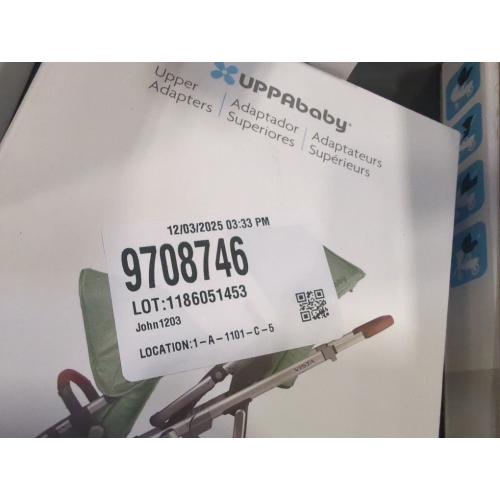 UPPAbaby
Upper Adapters | Adaptador Superiores | Adaptateurs Supérieurs
12/03/2025 03:33 PM
9708746
LOT:1186051453
John1203
LOCATION:1-A-1101-C-5
VISTA